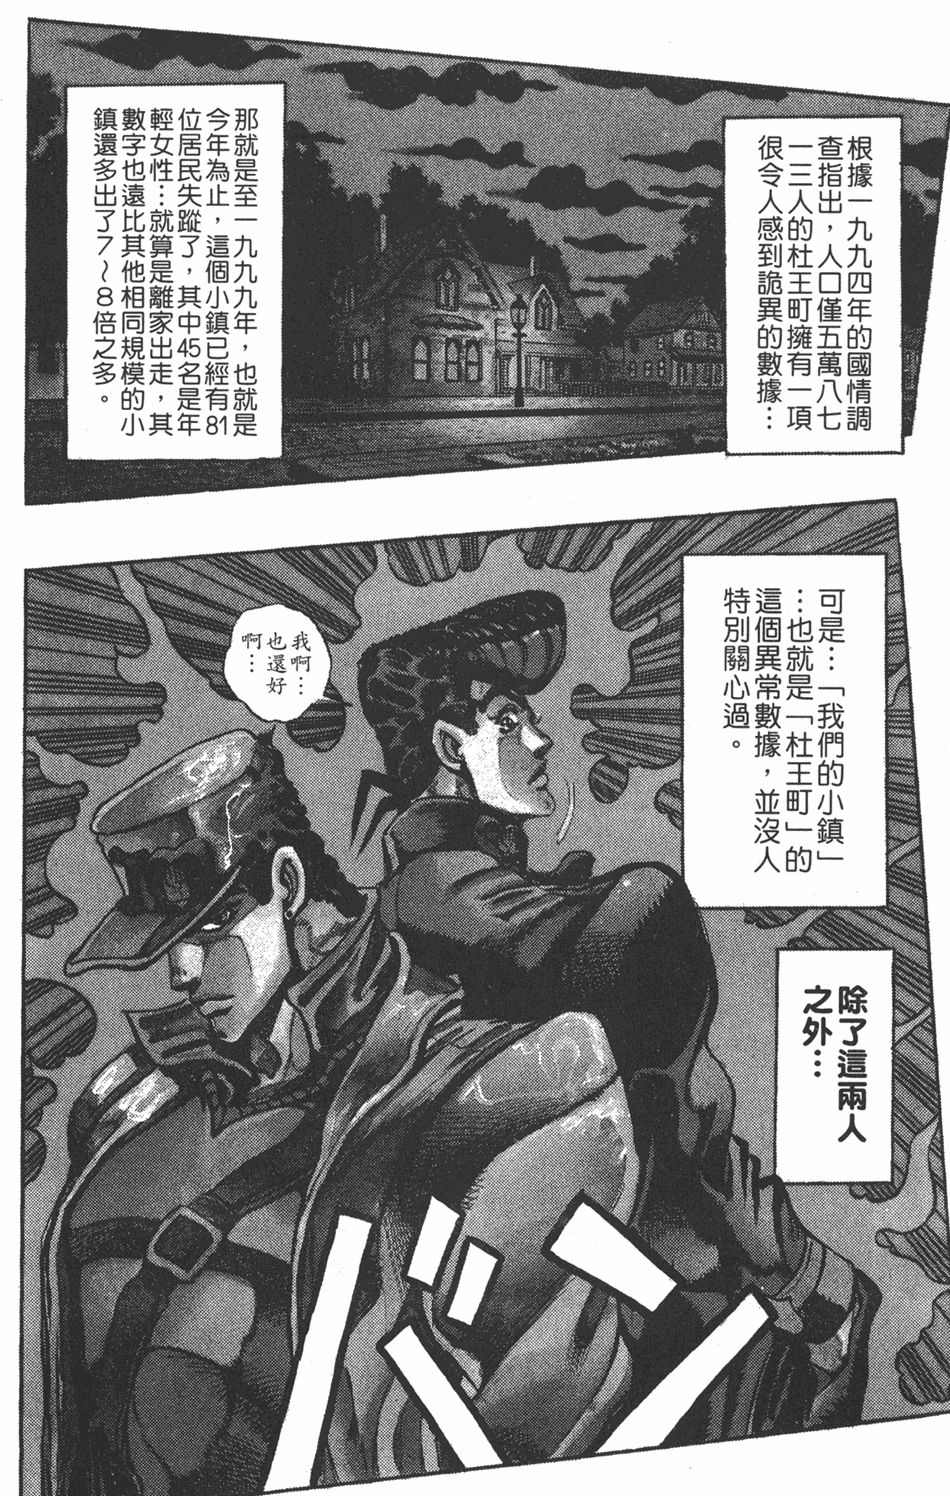 根據一九九四年的國情調
查指出，人口僅五萬八七
一三人的杜王町擁有一項
很令人感到詭異的數據…
那就是至一九九九年，也就是
今年為止，這個小鎮已經有81
位居民失蹤了，其中45名是年
輕女性…就算是離家出走，其
數字也遠比其他相同規模的小
鎮還多出了7～8倍之多。
可是…「我們的小鎮」
…也就是「杜王町」的
這個異常數據，並沒人
特別關心過。
我啊…
也還好
啊…
除了這兩人
之外…
バン